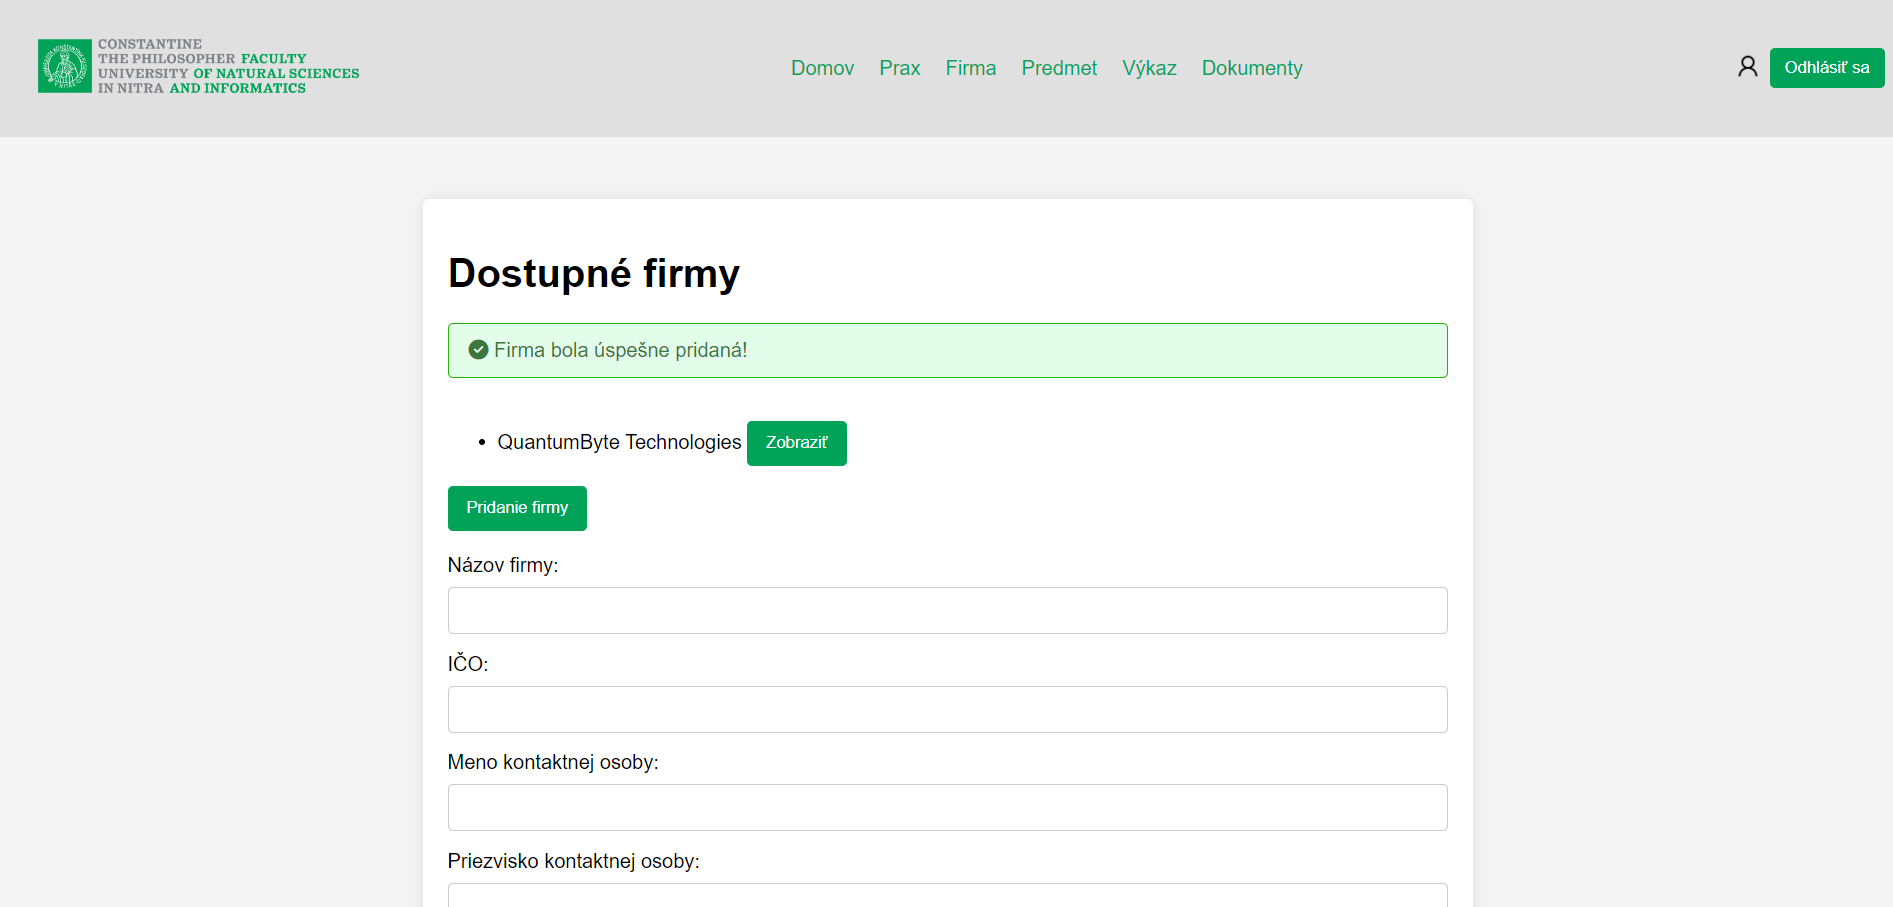 CONSTANTINE
THE PHILOSOPHER FACULTY
UNIVERSITY OF NATURAL SCIENCES
IN NITRA AND INFORMATICS
Domov Prax Firma Predmet Výkaz Dokumenty
Odhlásiť sa
Dostupné firmy
Firma bola úspešne pridaná!
• QuantumByte Technologies Zobraziť
Pridanie firmy
Názov firmy:
IČO:
Meno kontaktnej osoby:
Priezvisko kontaktnej osoby: